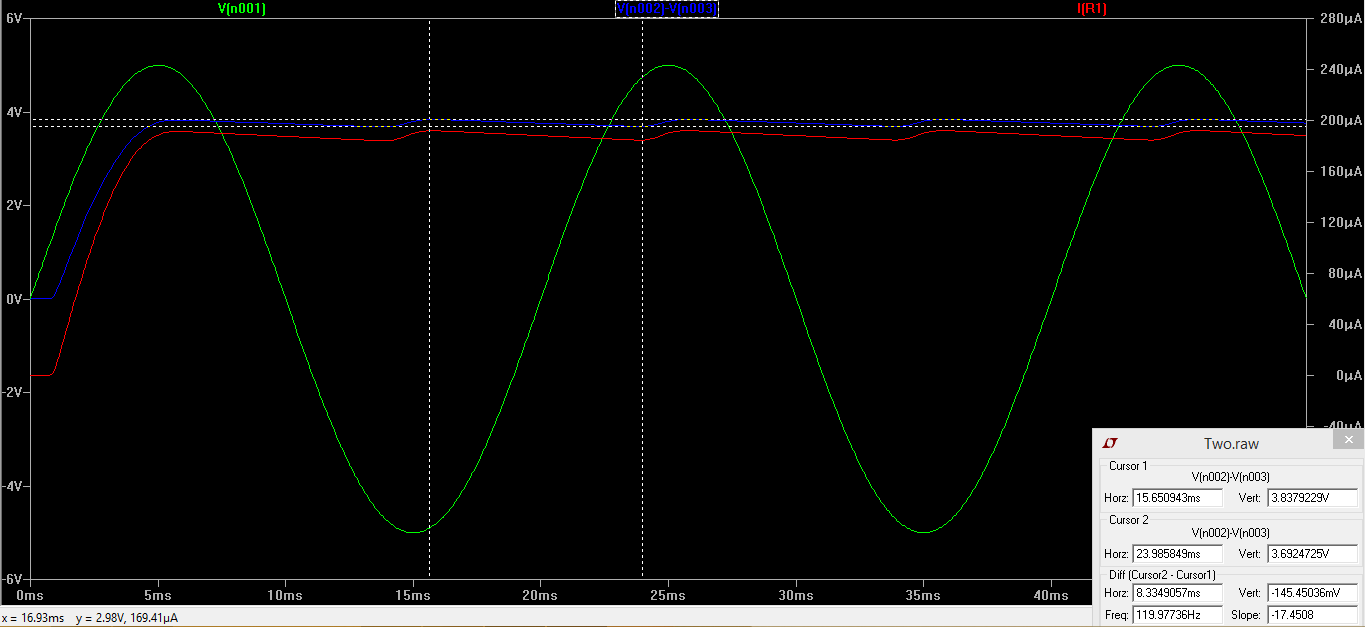 V(n001) V(n002)-V(n003) I(R1)
6V 280µA
240µA
4V 200µA
160µA
2V 120µA
80µA
0V 40µA
0µA
-2V -40µA
-4V
-6V
0ms 5ms 10ms 15ms 20ms 25ms 30ms 35ms 40ms
Two.raw
Cursor 1
V(n002)-V(n003)
Horz: 15.650943ms Vert: 3.8379229V
Cursor 2
V(n002)-V(n003)
Horz: 23.985849ms Vert: 3.6924725V
Diff (Cursor2 - Cursor1)
Horz: 8.3349057ms Vert: -145.45036mV
Freq: 119.97736Hz Slope: -17.4508
x = 16.93ms y = 2.98V, 169.41µA